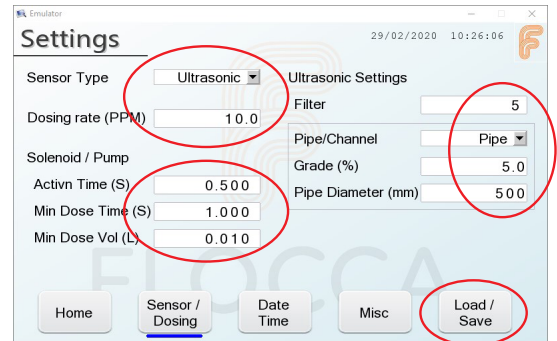 Emulator
Settings
29/02/2020 10:26:06
Sensor Type Ultrasonic
Dosing rate (PPM) 10.0
Solenoid / Pump
Activn Time (S) 0.500
Min Dose Time (S) 1.000
Min Dose Vol (L) 0.010
Ultrasonic Settings
Filter 5
Pipe/Channel Pipe
Grade (%) 5.0
Pipe Diameter (mm) 500
FLOCCA
Home
Sensor /
Dosing
Date
Time
Misc
Load /
Save